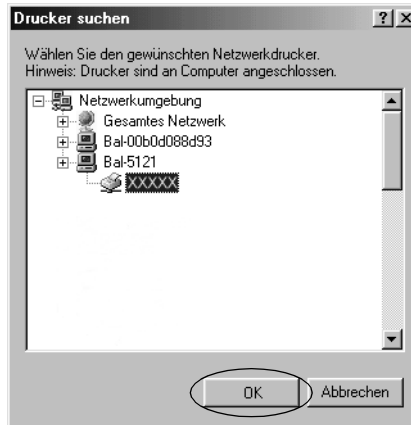 Drucker suchen
Wählen Sie den gewünschten Netzwerkdrucker.
Hinweis: Drucker sind an Computer angeschlossen.
Netzwerkumgebung
Gesamtes Netzwerk
Bal-00b0d088d93
Bal-5121
XXXXX
OK
Abbrechen